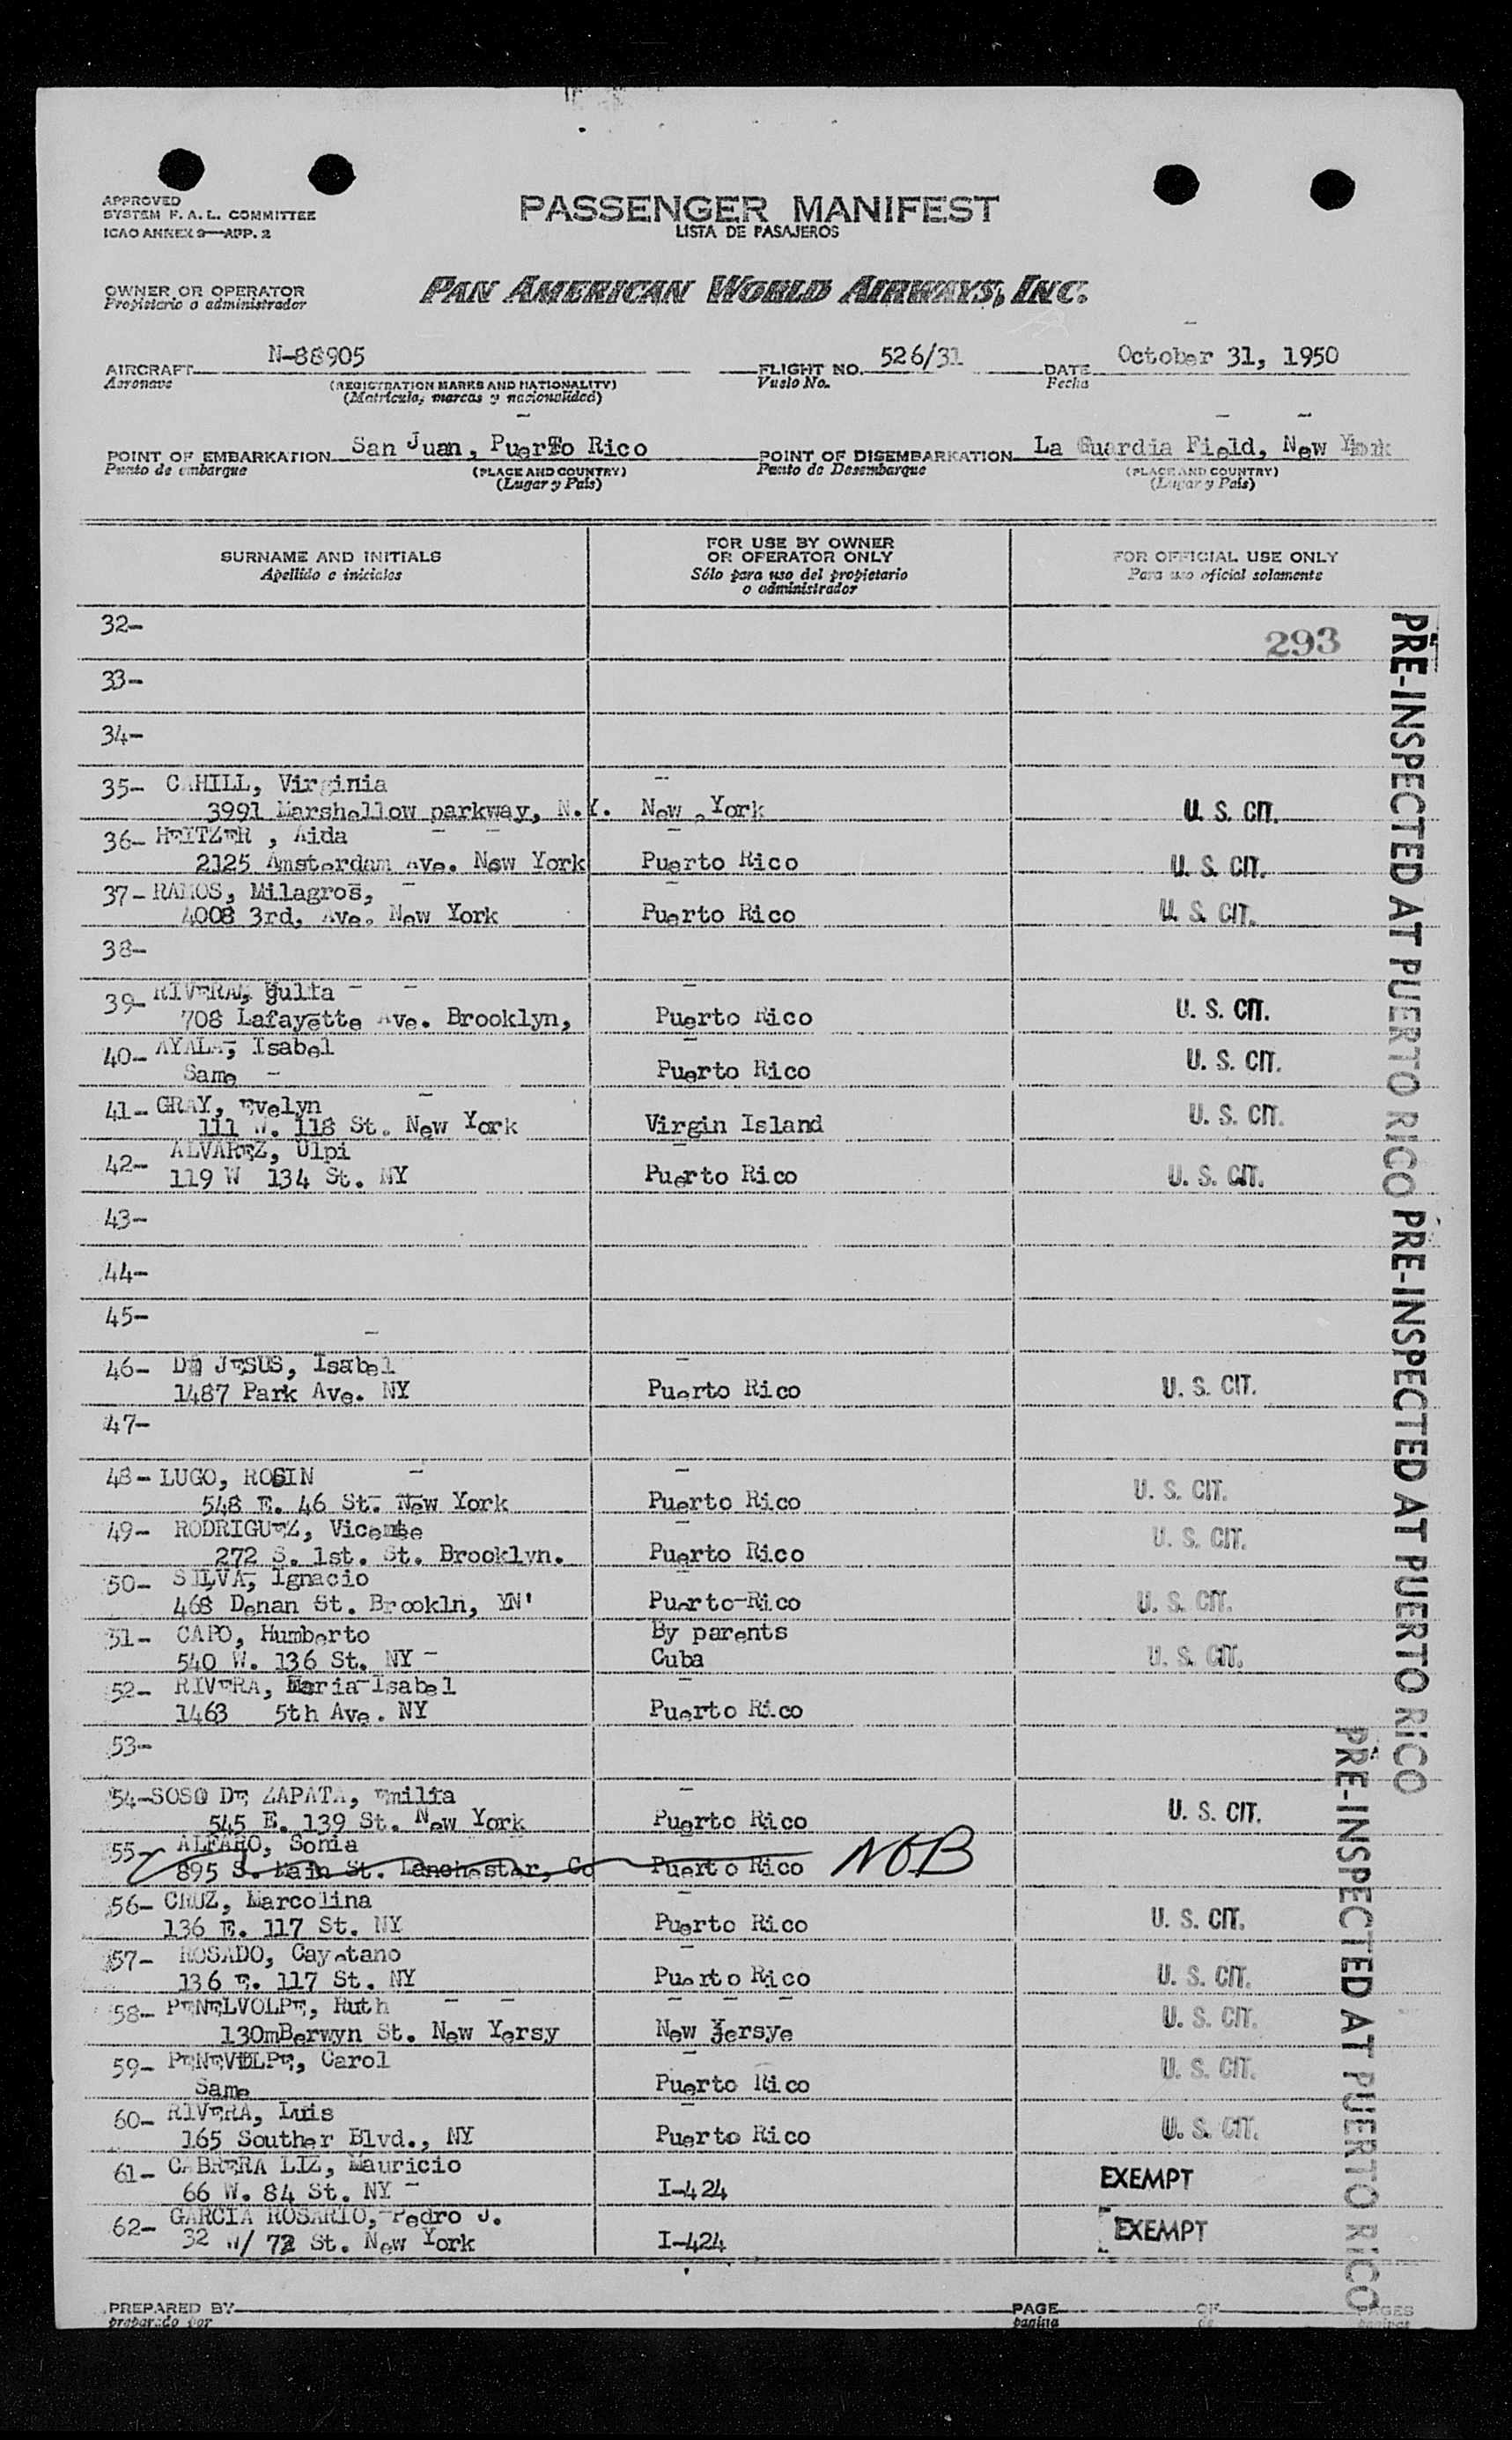 APPROVED
SYSTEM F. A. L. COMMITTEE
ICAO ANNEX 9—APP. 2
PASSENGER MANIFEST
LISTA DE PASAJEROS
OWNER OR OPERATOR
Propietario o administrador
PAN AMERICAN WORLD AIRWAYS, INC.
AIRCRAFT N-88905
Aeronave
(REGISTRATION MARKS AND NATIONALITY)
(Matrícula, marcas y nacionalidad)
FLIGHT NO. 526/31
Vuelo No.
DATE October 31, 1950
Fecha
POINT OF EMBARKATION San Juan, Puerto Rico
Punto de embarque
(PLACE AND COUNTRY)
(Lugar y País)
POINT OF DISEMBARKATION La Guardia Field, New York
Punto de Desembarque
(PLACE AND COUNTRY)
(Lugar y País)
SURNAME AND INITIALS
Apellido e iniciales
FOR USE BY OWNER
OR OPERATOR ONLY
Sólo para uso del propietario
o administrador
FOR OFFICIAL USE ONLY
Para uso oficial solamente
32-
293
33-
34-
35- CAHILL, Virginia
3991 Marshellow parkway, N.Y. New York U. S. CIT.
36- HEITZER , Aida
2125 Amsterdam Ave. New York Puerto Rico U. S. CIT.
37- RAMOS, Milagros,
4008 3rd, Ave. New York Puerto Rico U. S. CIT.
38-
39- RIVERA,
708 Lafayette Ave. Brooklyn, Puerto Rico U. S. CIT.
40- AYALA, Isabel
Same Puerto Rico U. S. CIT.
41- GRAY, Evelyn
111 W. 118 St. New York Virgin Island U. S. CIT.
42- ALVAREZ, Ulpi
119 W 134 St. NY Puerto Rico U. S. CIT.
43-
44-
45-
46- DE JESUS, Isabel
1487 Park Ave. NY Puerto Rico U. S. CIT.
47-
48- LUGO, ROSIN
548 E. 46 St. New York Puerto Rico U. S. CIT.
49- RODRIGUEZ, Vicente
272 S. 1st. St. Brooklyn. Puerto Rico U. S. CIT.
50- SILVA, Ignacio
468 Denan St. Brookln, YN' Puerto-Rico U. S. CIT.
51- CAPO, Humberto By parents
540 W. 136 St. NY Cuba U. S. CIT.
52- RIVERA, Maria Isabel
1463 5th Ave. NY Puerto Rico
53-
54- SOSO DE ZAPATA, Emilia
545 E. 139 St. New York Puerto Rico U. S. CIT.
55- ALFARO, Sonia
895 S. Main St. Lanchester, Co Puerto Rico NOB
56- CRUZ, Marcolina
136 E. 117 St. NY Puerto Rico U. S. CIT.
57- ROSADO, Cayetano
136 E. 117 St. NY Puerto Rico U. S. CIT.
58- PENELVOLPE, Ruth
130mBerwyn St. New Yersy New Jersye U. S. CIT.
59- Carol
Same Puerto Rico U. S. CIT.
60- RIVERA, Luis
165 Souther Blvd., NY Puerto Rico U. S. CIT.
61- CABRERA LIZ, Mauricio
66 W. 84 St. NY I-424 EXEMPT
62- GARCIA ROSARIO, Pedro J.
32 W/ 72 St. New York I-424 EXEMPT
PRE-INSPECTED AT PUERTO RICO
PRE-INSPECTED AT PUERTO RICO
PRE-INSPECTED AT PUERTO RICO
PREPARED BY
preparado por
PAGE OF PAGES
pagina de paginas